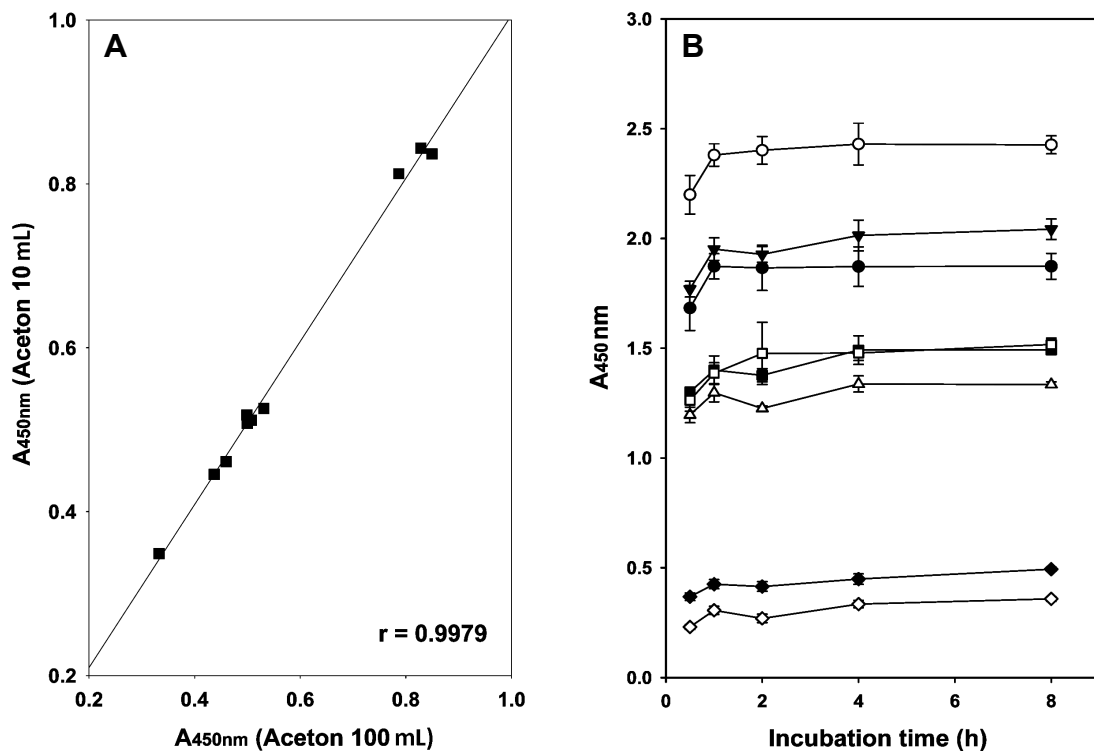 A
1.0
0.8
0.6
0.4
0.2
A450nm (Aceton 10 mL)
r = 0.9979
0.2 0.4 0.6 0.8 1.0
A450nm (Aceton 100 mL)
B
3.0
2.5
2.0
1.5
1.0
0.5
0.0
A450 nm
0 2 4 6 8
Incubation time (h)